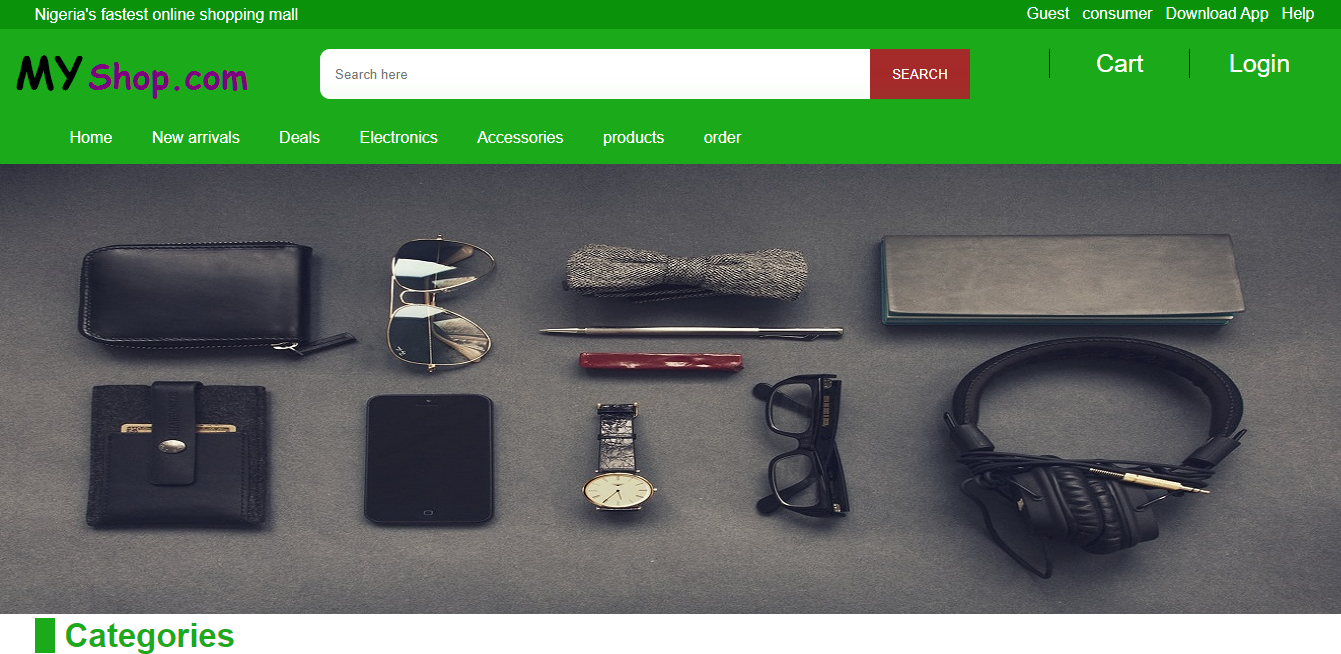 Nigeria's fastest online shopping mall
Guest consumer Download App Help
MY Shop.com
Search here
SEARCH
Cart
Login
Home New arrivals Deals Electronics Accessories products order
Categories